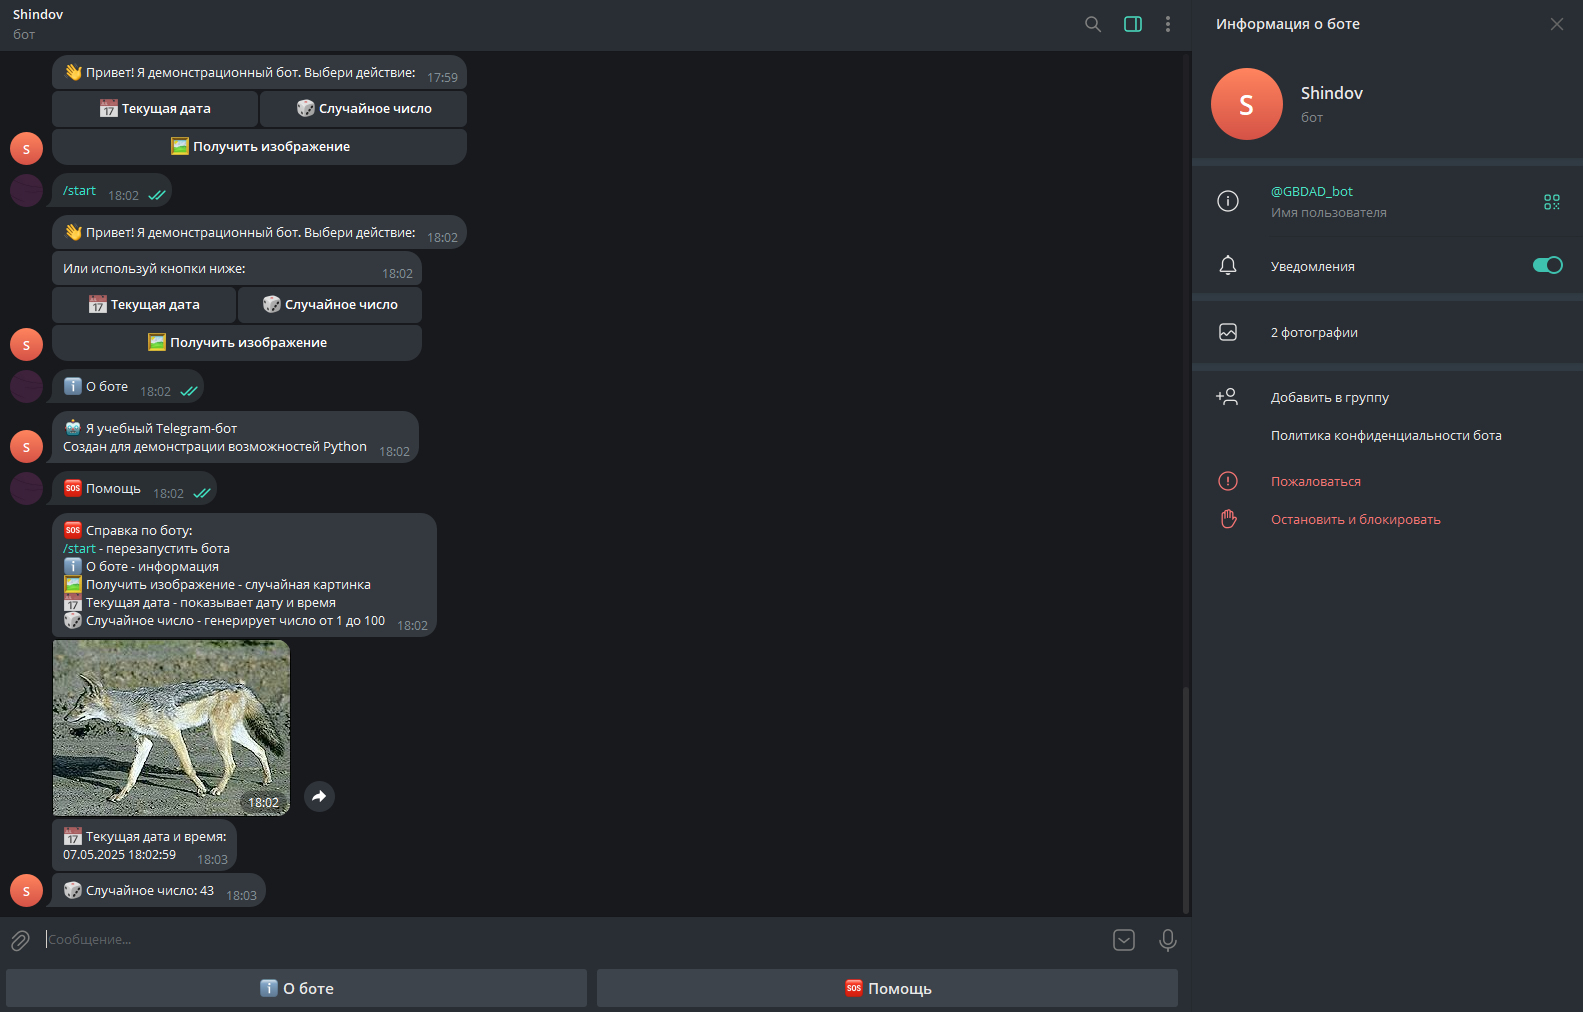 Shindov
бот
👋 Привет! Я демонстрационный бот. Выбери действие: 17:59
📅 Текущая дата
🎲 Случайное число
🖼️ Получить изображение
S
/start 18:02
👋 Привет! Я демонстрационный бот. Выбери действие: 18:02
Или используй кнопки ниже: 18:02
📅 Текущая дата
🎲 Случайное число
🖼️ Получить изображение
S
ℹ️ О боте 18:02
🤖 Я учебный Telegram-бот
Создан для демонстрации возможностей Python 18:02
S
🆘 Помощь 18:02
🆘 Справка по боту:
/start - перезапустить бота
ℹ️ О боте - информация
🖼️ Получить изображение - случайная картинка
📅 Текущая дата - показывает дату и время
🎲 Случайное число - генерирует число от 1 до 100 18:02
18:02
📅 Текущая дата и время:
07.05.2025 18:02:59 18:03
S
🎲 Случайное число: 43 18:03
Сообщение...
ℹ️ О боте
🆘 Помощь
Информация о боте
S
Shindov
бот
@GBDAD_bot
Имя пользователя
Уведомления
2 фотографии
Добавить в группу
Политика конфиденциальности бота
Пожаловаться
Остановить и блокировать